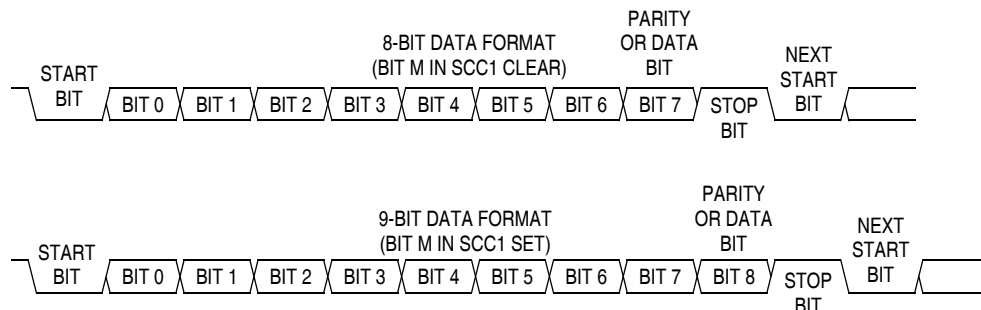 8-BIT DATA FORMAT
(BIT M IN SCC1 CLEAR)
PARITY
OR DATA
BIT
START
BIT
BIT 0 BIT 1 BIT 2 BIT 3 BIT 4 BIT 5 BIT 6 BIT 7
STOP
BIT
NEXT
START
BIT
9-BIT DATA FORMAT
(BIT M IN SCC1 SET)
PARITY
OR DATA
BIT
START
BIT
BIT 0 BIT 1 BIT 2 BIT 3 BIT 4 BIT 5 BIT 6 BIT 7 BIT 8
STOP
BIT
NEXT
START
BIT